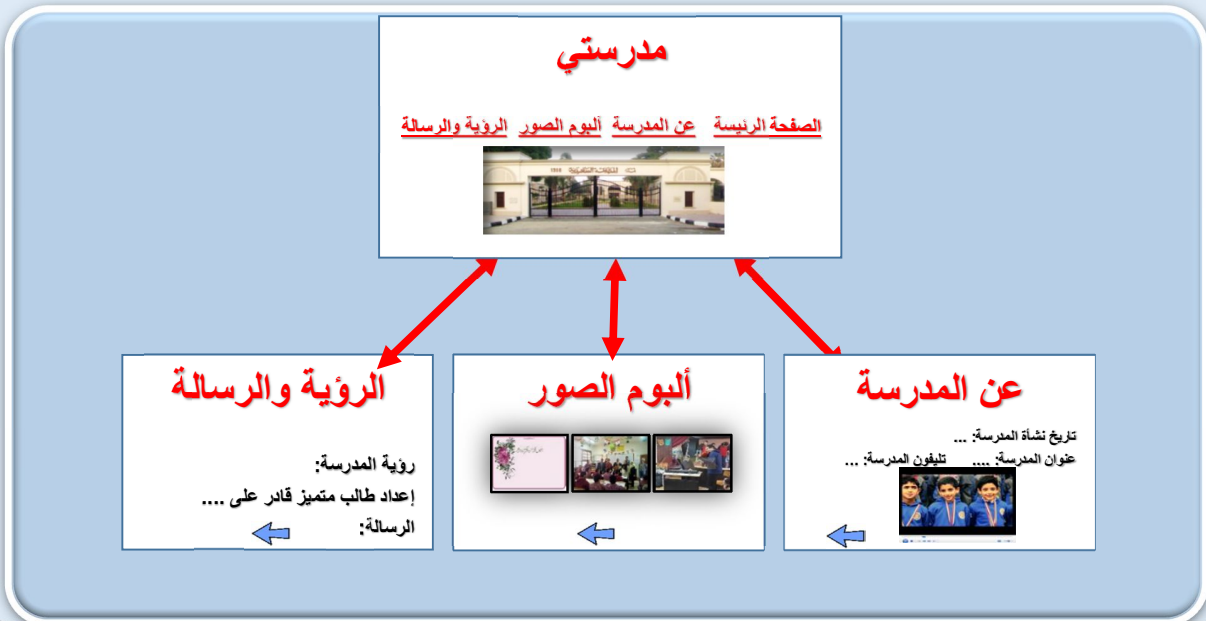 مدرستي
الصفحة الرئيسة عن المدرسة ألبوم الصور الرؤية والرسالة
عن المدرسة
تاريخ نشأة المدرسة: ...
عنوان المدرسة: .... تليفون المدرسة: ...
ألبوم الصور
الرؤية والرسالة
رؤية المدرسة:
إعداد طالب متميز قادر على ....
الرسالة: